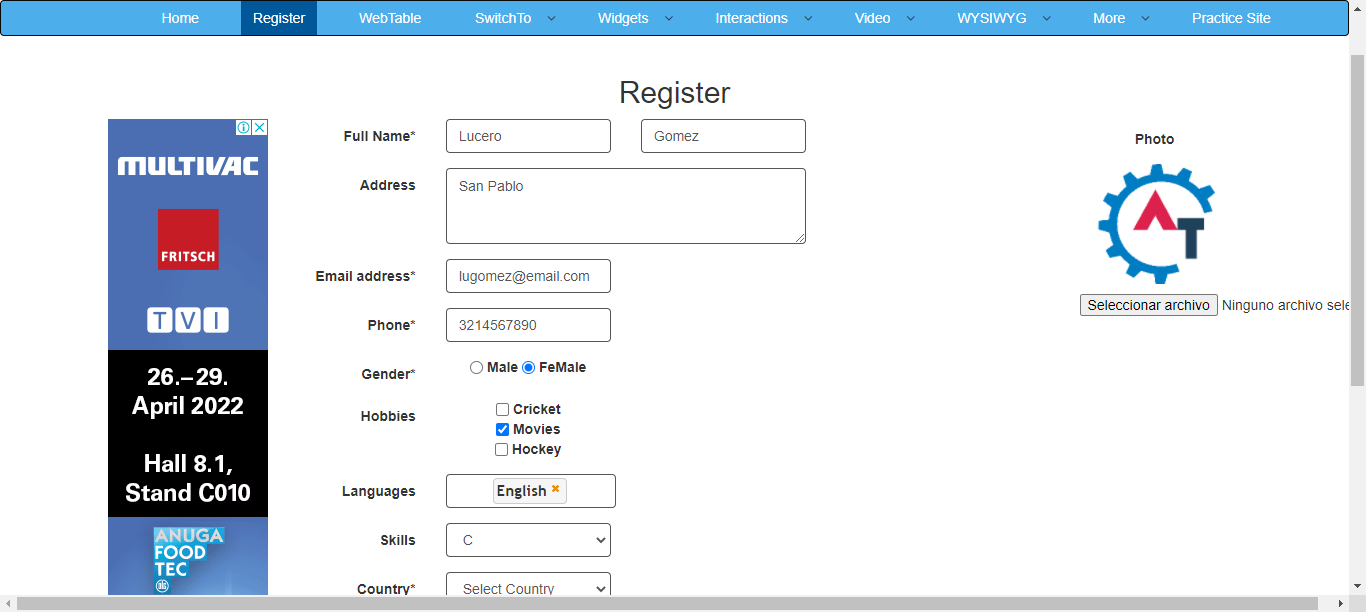 Home Register WebTable SwitchTo Widgets Interactions Video WYSIWYG More Practice Site
Register
MULTIVAC
FRITSCH
TVI
26.–29.
April 2022
Hall 8.1,
Stand C010
ANUGA
FOOD
TEC
Full Name* Lucero Gomez
Address San Pablo
Email address* lugomez@email.com
Phone* 3214567890
Gender* Male FeMale
Hobbies Cricket
Movies
Hockey
Languages English
Skills C
Country* Select Country
Photo
AT
Seleccionar archivo Ninguno archivo sele